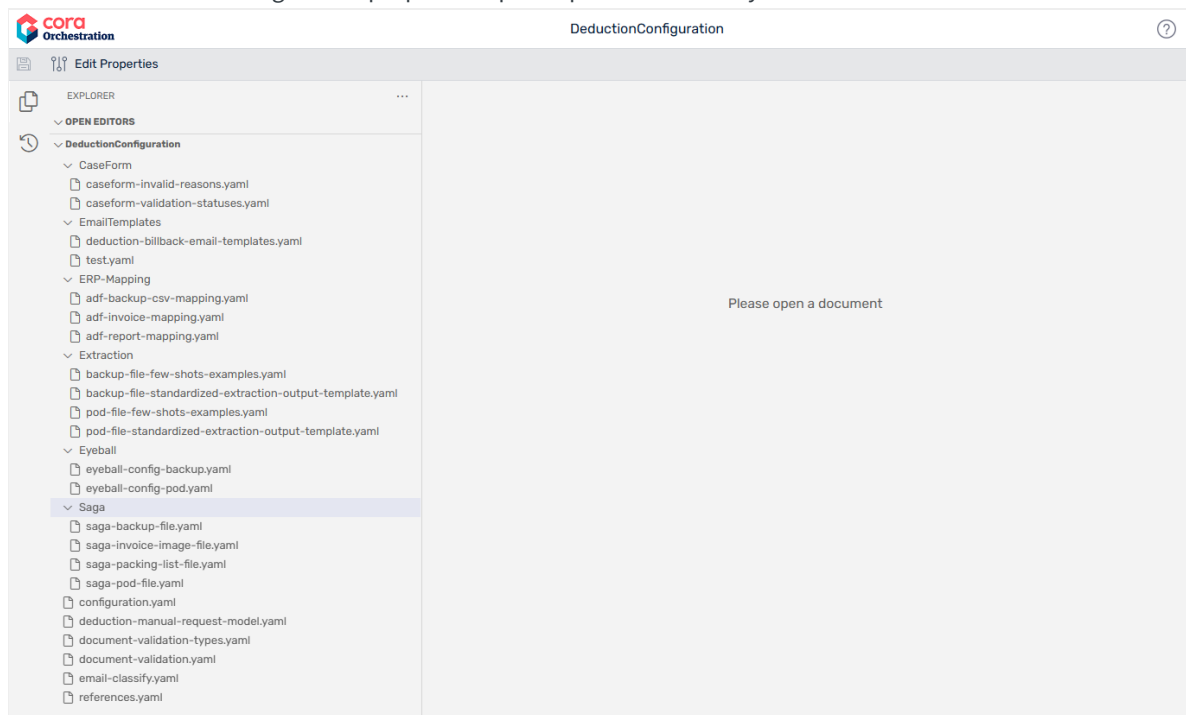 cora
Orchestration
DeductionConfiguration
?
Edit Properties
EXPLORER
...
OPEN EDITORS
DeductionConfiguration
CaseForm
caseform-invalid-reasons.yaml
caseform-validation-statuses.yaml
EmailTemplates
deduction-billback-email-templates.yaml
test.yaml
ERP-Mapping
adf-backup-csv-mapping.yaml
adf-invoice-mapping.yaml
adf-report-mapping.yaml
Extraction
backup-file-few-shots-examples.yaml
backup-file-standardized-extraction-output-template.yaml
pod-file-few-shots-examples.yaml
pod-file-standardized-extraction-output-template.yaml
Eyeball
eyeball-config-backup.yaml
eyeball-config-pod.yaml
Saga
saga-backup-file.yaml
saga-invoice-image-file.yaml
saga-packing-list-file.yaml
saga-pod-file.yaml
configuration.yaml
deduction-manual-request-model.yaml
document-validation-types.yaml
document-validation.yaml
email-classify.yaml
references.yaml
Please open a document